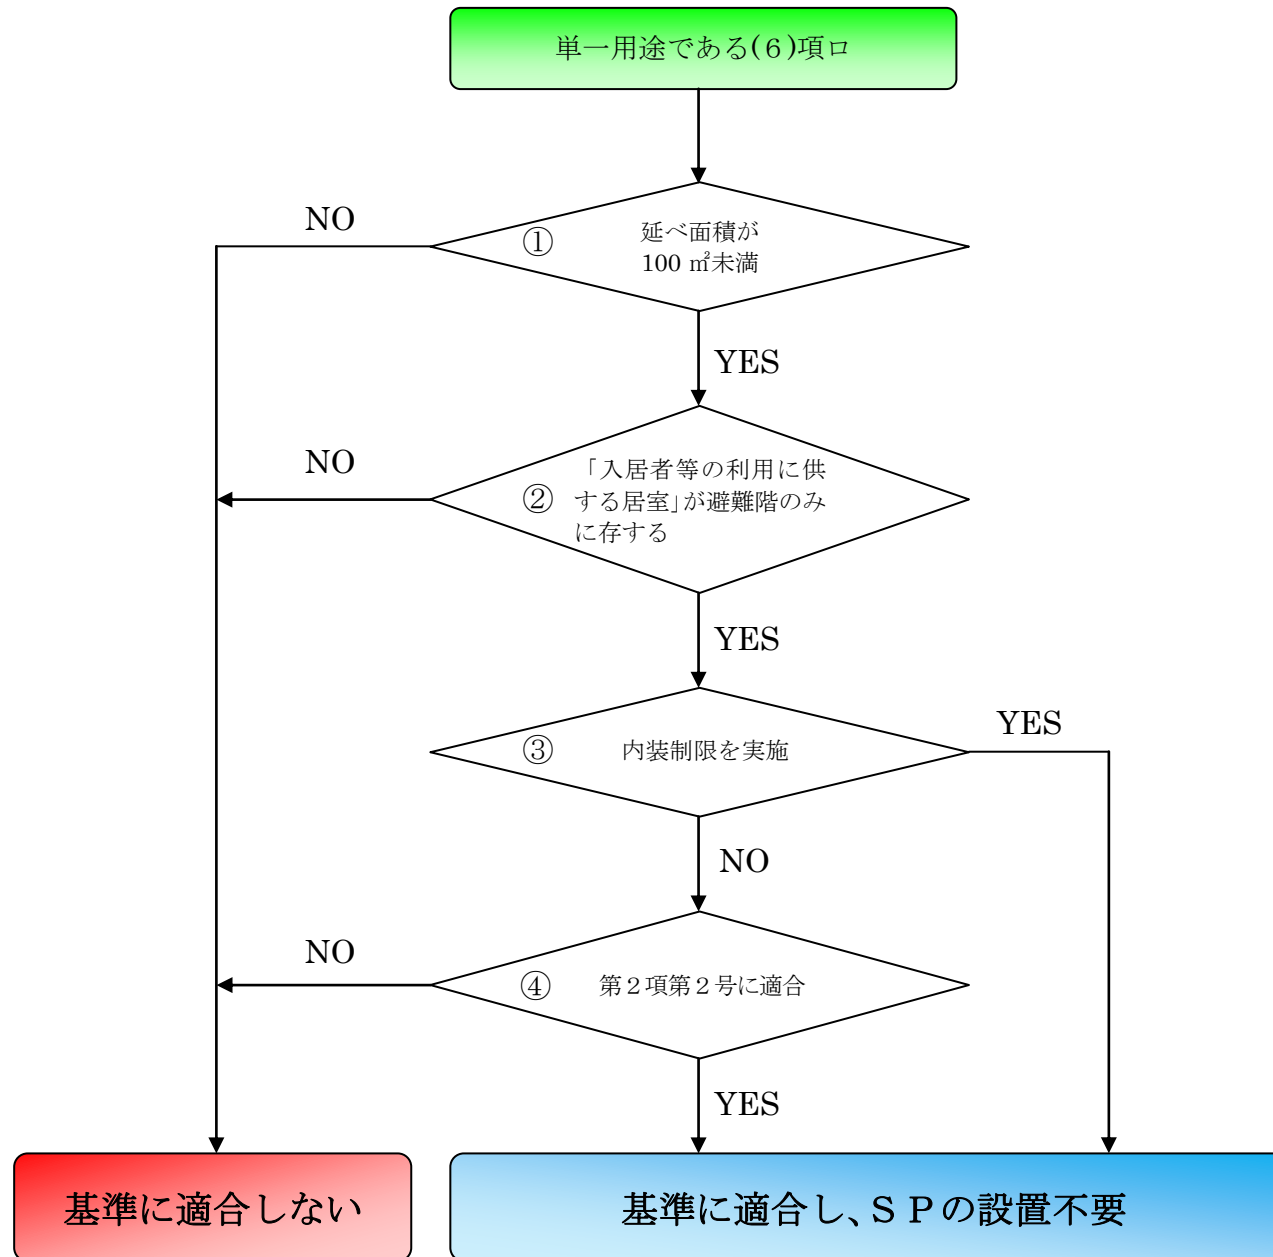 単一用途である(６)項ロ
NO
①
延べ面積が
100 ㎡未満
YES
NO
②
「入居者等の利用に供
する居室」が避難階のみ
に存する
YES
③
内装制限を実施
YES
NO
NO
④
第２項第２号に適合
YES
基準に適合しない
基準に適合し、ＳＰの設置不要